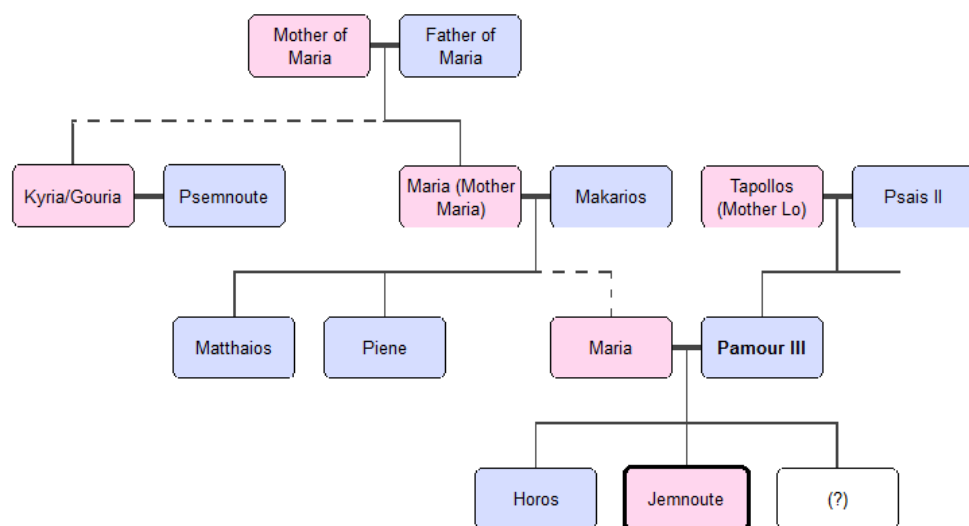 Mother of
Maria
Father of
Maria
Kyria/Gouria
Psemnoute
Maria (Mother
Maria)
Makarios
Tapollos
(Mother Lo)
Psais II
Matthaios
Piene
Maria
Pamour III
Horos
Jemnoute
(?)